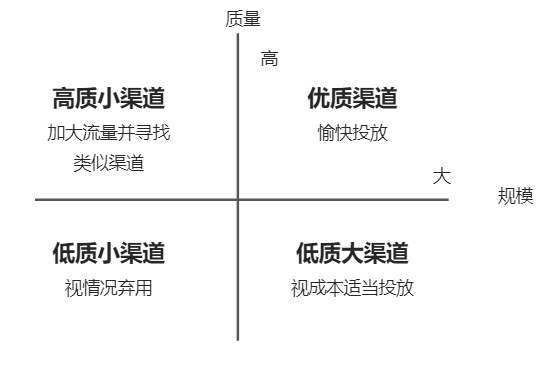 质量
高
高质小渠道
加大流量并寻找
类似渠道
优质渠道
愉快投放
大
规模
低质小渠道
视情况弃用
低质大渠道
视成本适当投放